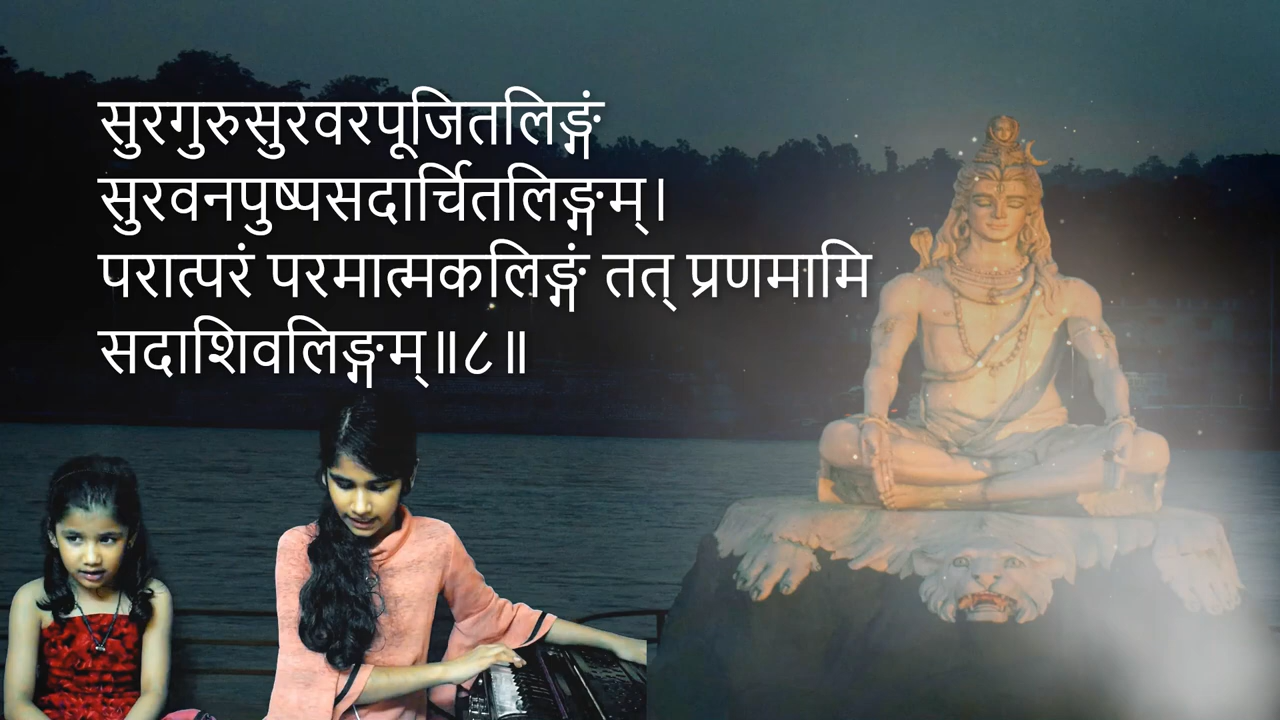 सुरगुरुसुरवरपूजितलिङ्गं
सुरवनपुष्पसदार्चितलिङ्गम्।
परात्परं परमात्मकलिङ्गं तत् प्रणमामि
सदाशिवलिङ्गम्॥८॥